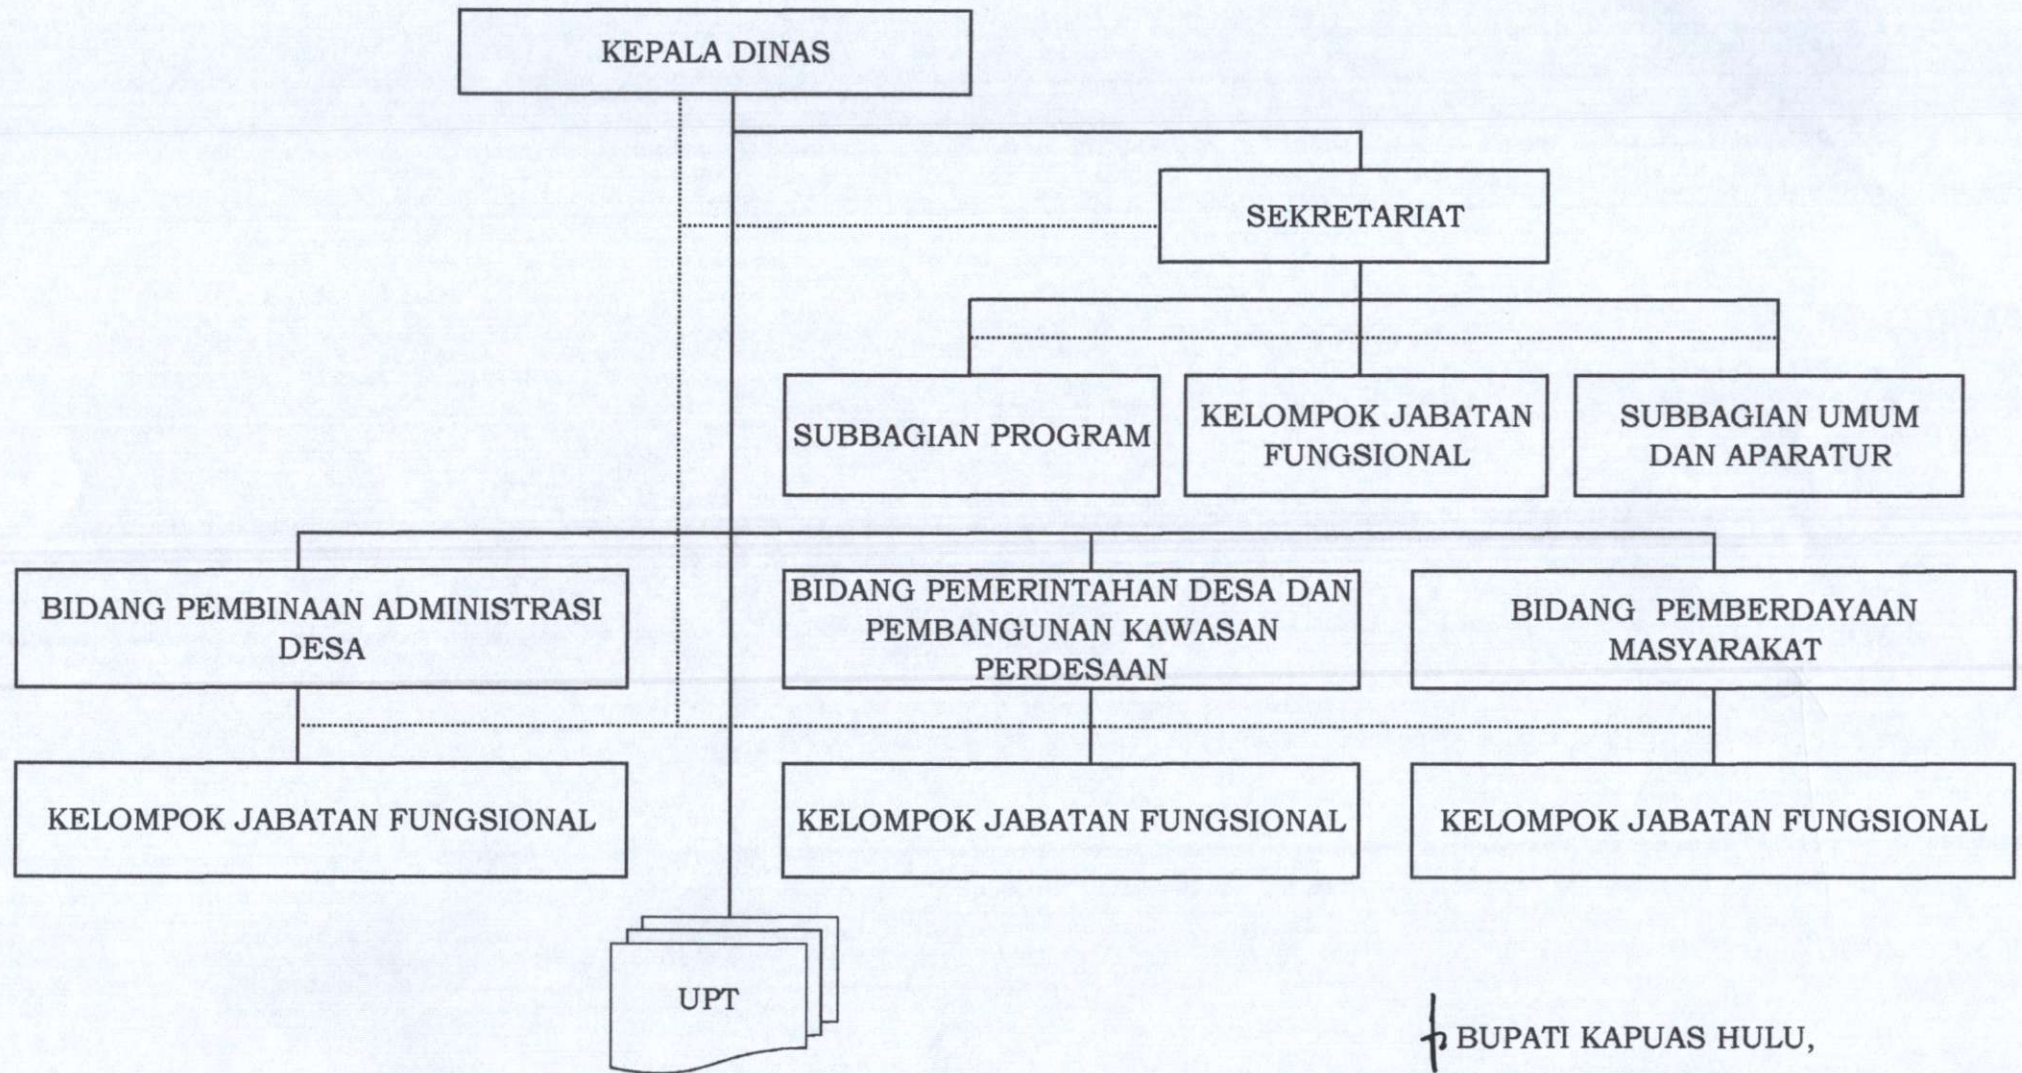 KEPALA DINAS
SEKRETARIAT
SUBBAGIAN PROGRAM
KELOMPOK JABATAN
FUNGSIONAL
SUBBAGIAN UMUM
DAN APARATUR
BIDANG PEMBINAAN ADMINISTRASI
DESA
BIDANG PEMERINTAHAN DESA DAN
PEMBANGUNAN KAWASAN
PERDESAAN
BIDANG PEMBERDAYAAN
MASYARAKAT
KELOMPOK JABATAN FUNGSIONAL
KELOMPOK JABATAN FUNGSIONAL
KELOMPOK JABATAN FUNGSIONAL
UPT
BUPATI KAPUAS HULU,